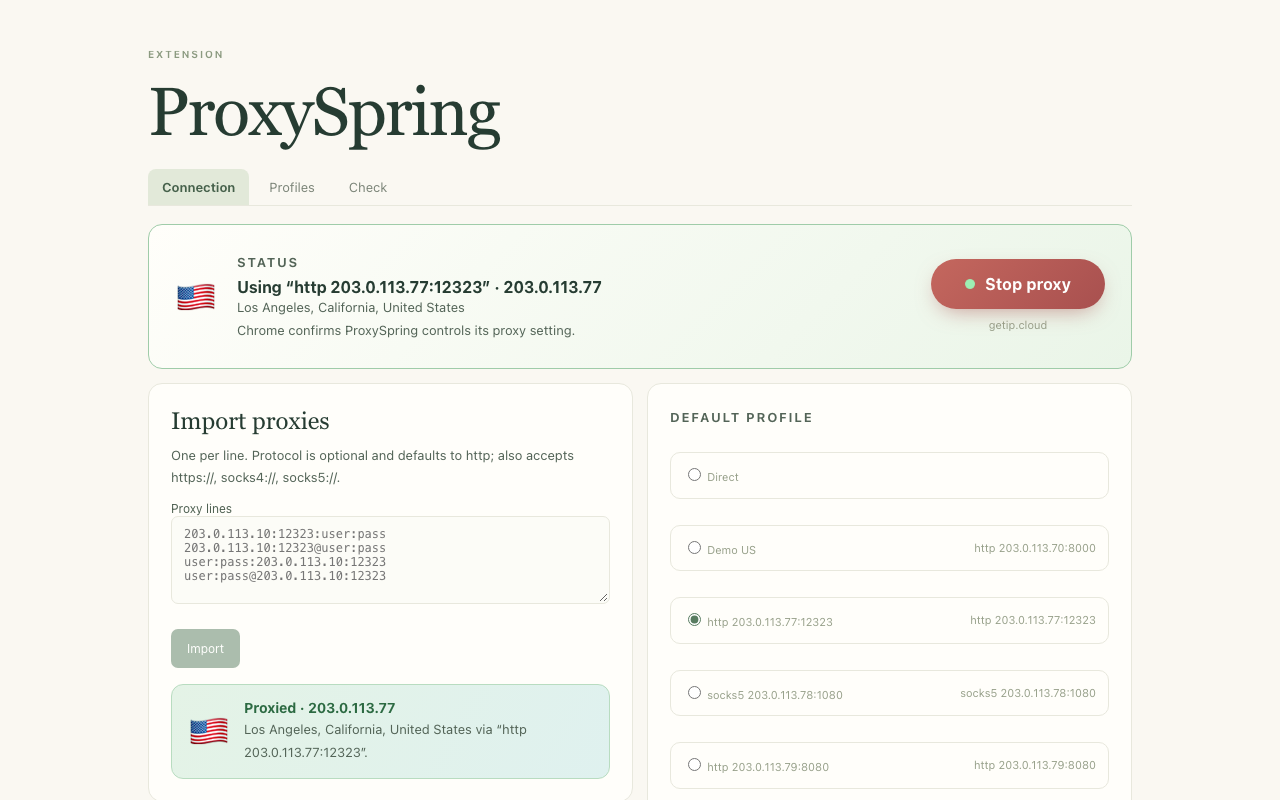 EXTENSION
ProxySpring
Connection
Profiles
Check
STATUS
Using “http 203.0.113.77:12323” · 203.0.113.77
Los Angeles, California, United States
Chrome confirms ProxySpring controls its proxy setting.
Stop proxy
getip.cloud
Import proxies
One per line. Protocol is optional and defaults to http; also accepts
https://, socks4://, socks5://.
Proxy lines
203.0.113.10:12323:user:pass
203.0.113.10:12323@user:pass
user:pass:203.0.113.10:12323
user:pass@203.0.113.10:12323
Import
Proxied · 203.0.113.77
Los Angeles, California, United States via “http
203.0.113.77:12323”.
DEFAULT PROFILE
Direct
Demo US
http 203.0.113.70:8000
http 203.0.113.77:12323
http 203.0.113.77:12323
socks5 203.0.113.78:1080
socks5 203.0.113.78:1080
http 203.0.113.79:8080
http 203.0.113.79:8080